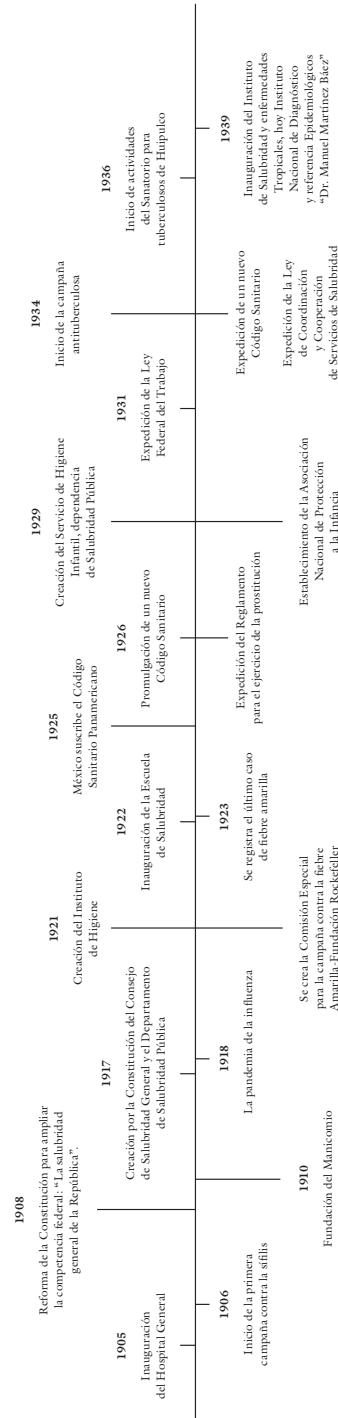 1905
Inauguración
del Hospital General
1906
Inicio de la primera
campaña contra la sífilis
1908
Reforma de la Constitución para ampliar
la competencia federal: “La salubridad
general de la República”.
1910
Fundación del Manicomio
1917
Creación por la Constitución del Consejo
de Salubridad General y el Departamento
de Salubridad Pública
1918
La pandemia de la influenza
1921
Creación del Instituto
de Higiene
Se crea la Comisión Especial
para la campaña contra la fiebre
Amarilla-Fundación Rockefeller
1922
Inauguración de la Escuela
de Salubridad
1923
Se registra el último caso
de fiebre amarilla
1925
México suscribe el Código
Sanitario Panamericano
1926
Promulgación de un nuevo
Código Sanitario
Expedición del Reglamento
para el ejercicio de la prostitución
1929
Creación del Servicio de Higiene
Infantil, dependencia
de Salubridad Pública
Establecimiento de la Asociación
Nacional de Protección
a la Infancia
1931
Expedición de la Ley
Federal del Trabajo
1934
Inicio de la campaña
antituberculosa
Expedición de un nuevo
Código Sanitario
Expedición de la Ley
de Coordinación
y Cooperación
de Servicios de Salubridad
1936
Inicio de actividades
del Sanatorio para
tuberculosos de Huipulco
1939
Inauguración del Instituto
de Salubridad y enfermedades
Tropicales, hoy Instituto
Nacional de Diagnóstico
y referencia Epidemiológicos
“Dr. Manuel Martínez Báez”